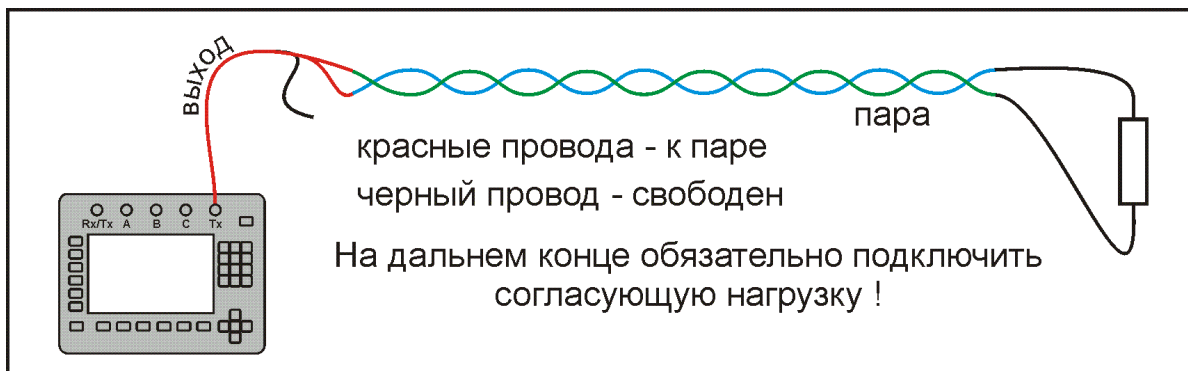 ВЫХОД
пара
красные провода - к паре
черный провод - свободен
Rx/Tx A B C Tx
На дальнем конце обязательно подключить
согласующую нагрузку !